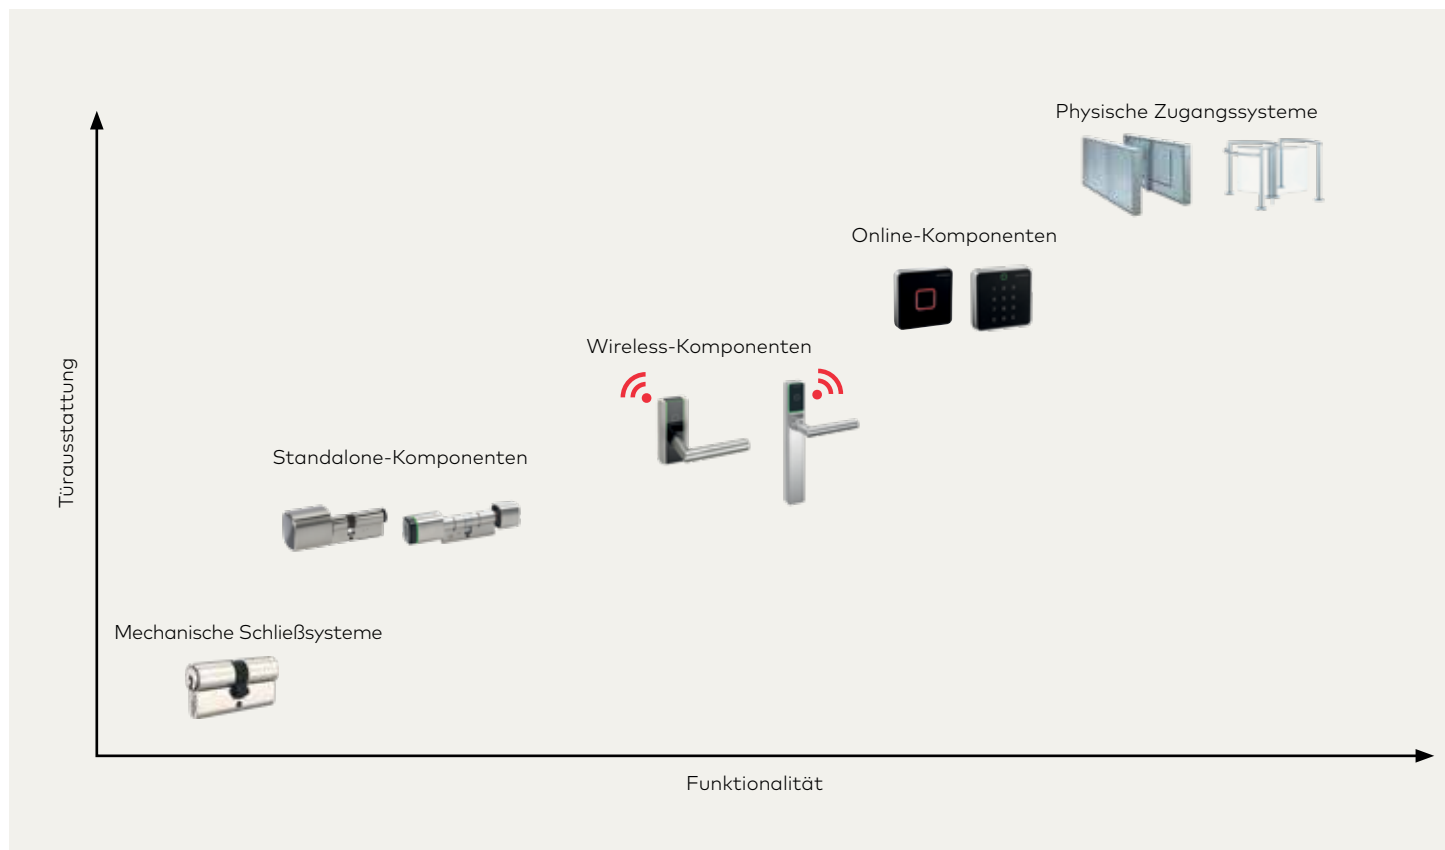 Physische Zugangssysteme
Online-Komponenten
Wireless-Komponenten
Türausstattung
Standalone-Komponenten
Mechanische Schließsysteme
Funktionalität